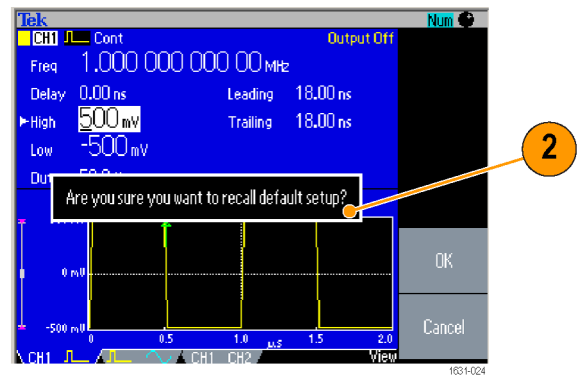 Tek Num
CH1 Cont Output Off
Freq 1.000 000 000 00 MHz
Delay 0.00 ns Leading 18.00 ns
High 500 mV Trailing 18.00 ns
Low -500 mV
Are you sure you want to recall default setup?
2
OK
0 mV
Cancel
-500 mV
0 0.5 1.0 µs 1.5 2.0
CH1 CH1 CH2 View
1631-024